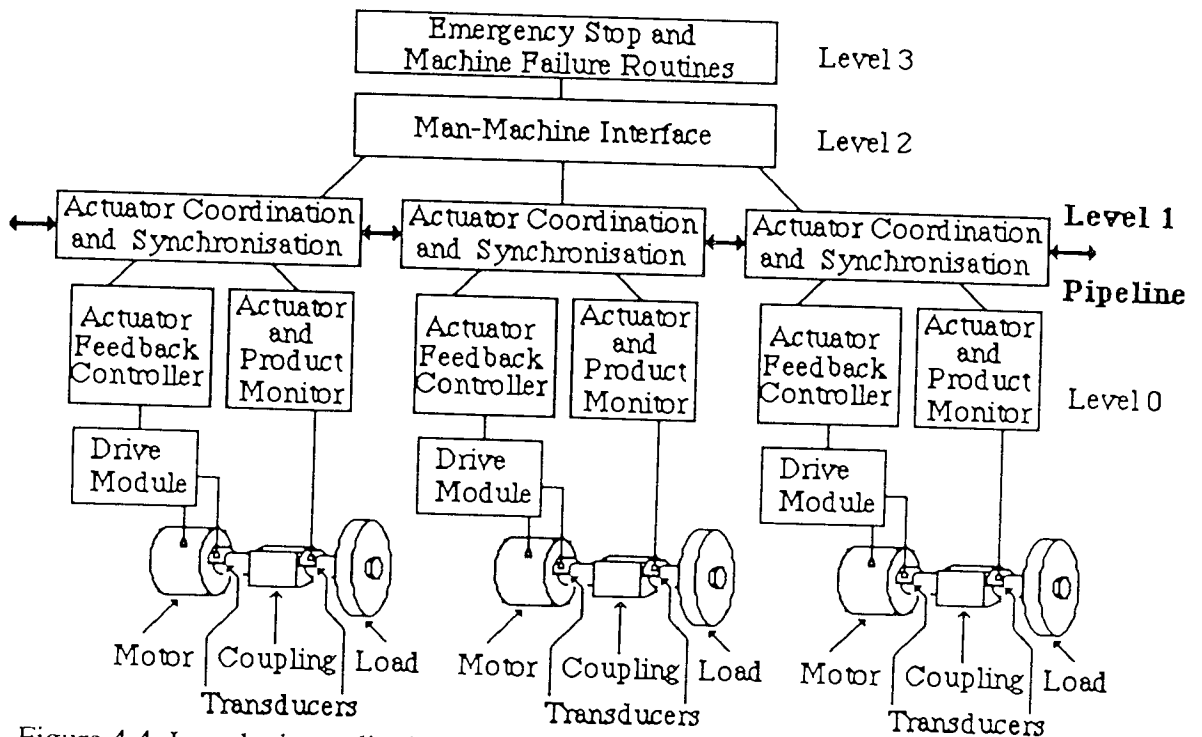 Emergency Stop and
Machine Failure Routines
Level 3
Man-Machine Interface
Level 2
Actuator Coordination
and Synchronisation
Actuator Coordination
and Synchronisation
Actuator Coordination
and Synchronisation
Level 1
Pipeline
Actuator
Feedback
Controller
Actuator
and
Product
Monitor
Actuator
Feedback
Controller
Actuator
and
Product
Monitor
Actuator
Feedback
Controller
Actuator
and
Product
Monitor
Level 0
Drive
Module
Drive
Module
Drive
Module
Motor
Coupling
Load
Transducers
Motor
Coupling
Load
Transducers
Motor
Coupling
Load
Transducers
Figure 4.4